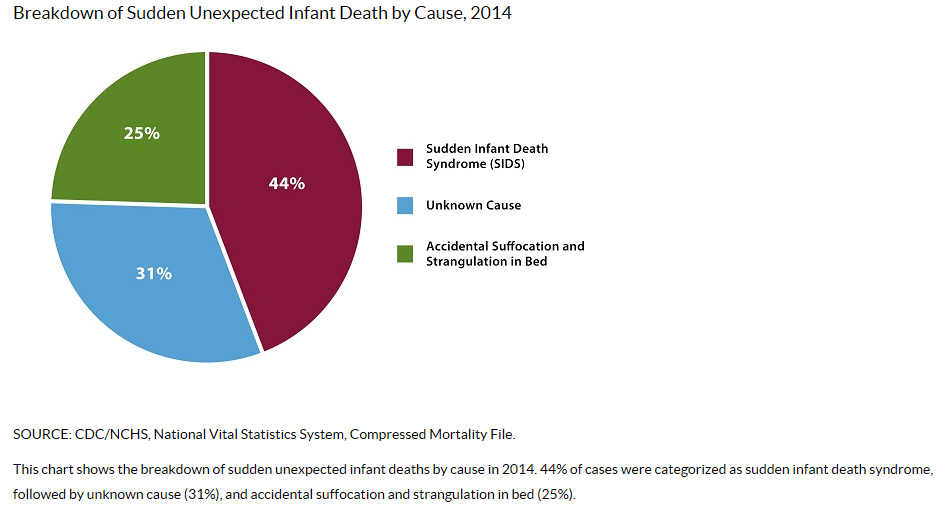 Breakdown of Sudden Unexpected Infant Death by Cause, 2014
25%
44%
31%
Sudden Infant Death
Syndrome (SIDS)
Unknown Cause
Accidental Suffocation and
Strangulation in Bed
SOURCE: CDC/NCHS, National Vital Statistics System, Compressed Mortality File.
This chart shows the breakdown of sudden unexpected infant deaths by cause in 2014. 44% of cases were categorized as sudden infant death syndrome,
followed by unknown cause (31%), and accidental suffocation and strangulation in bed (25%).